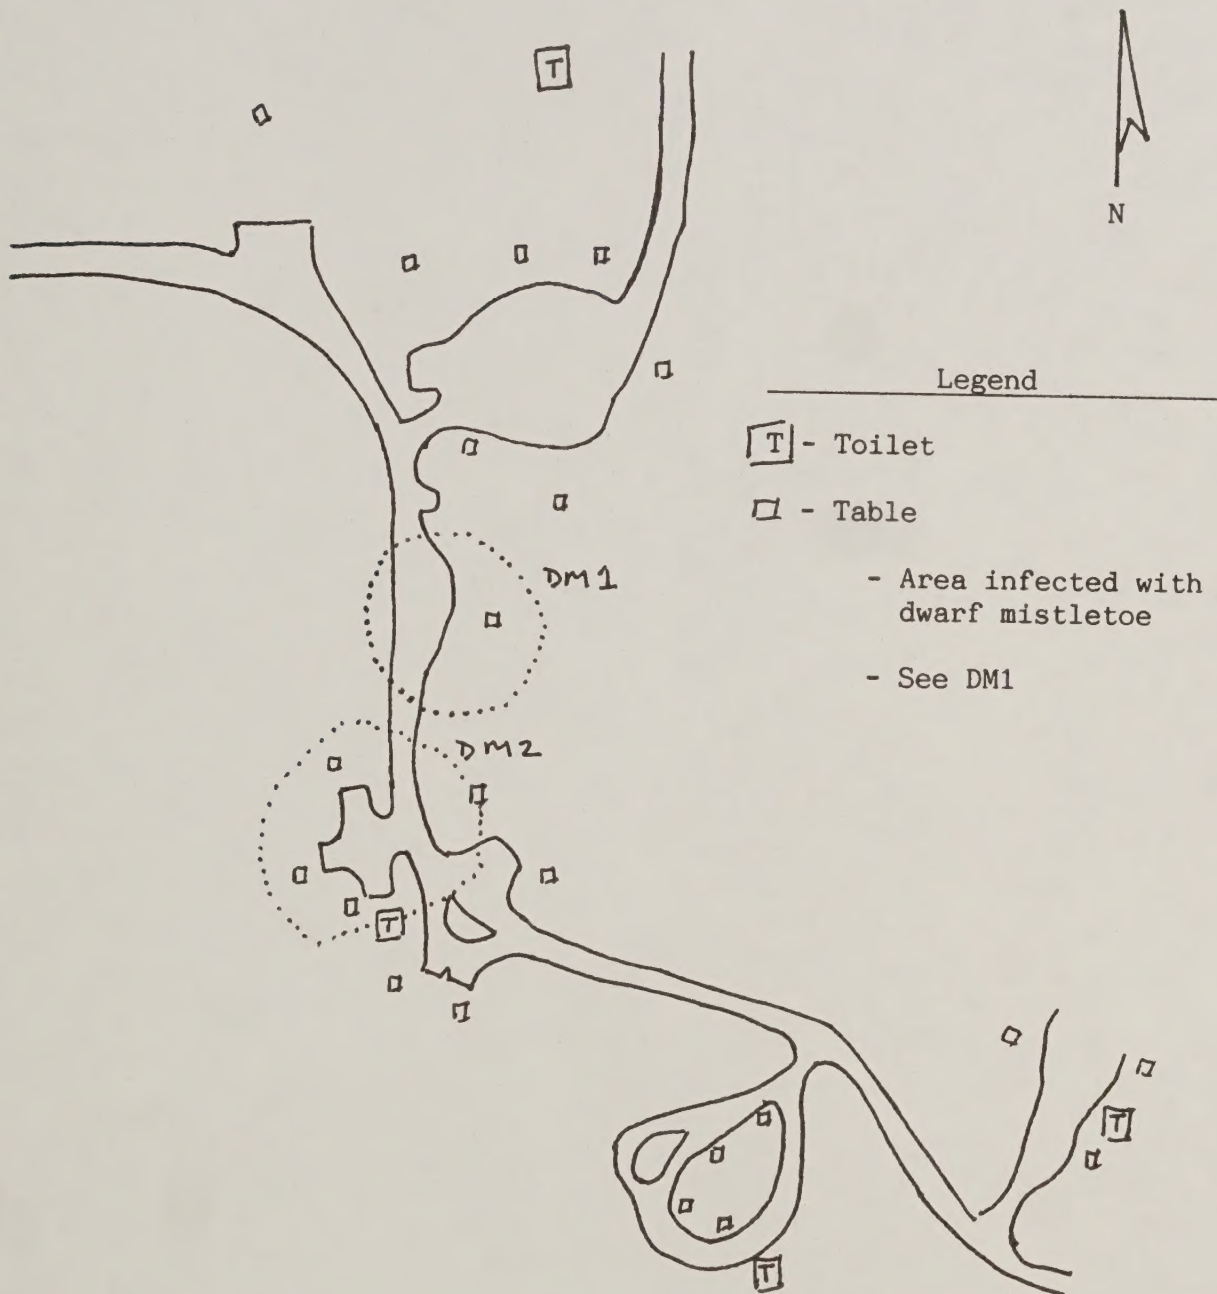 T
N
Legend
T - Toilet
- Table
- Area infected with
dwarf mistletoe
- See DM1
DM1
DM2
T
T
T